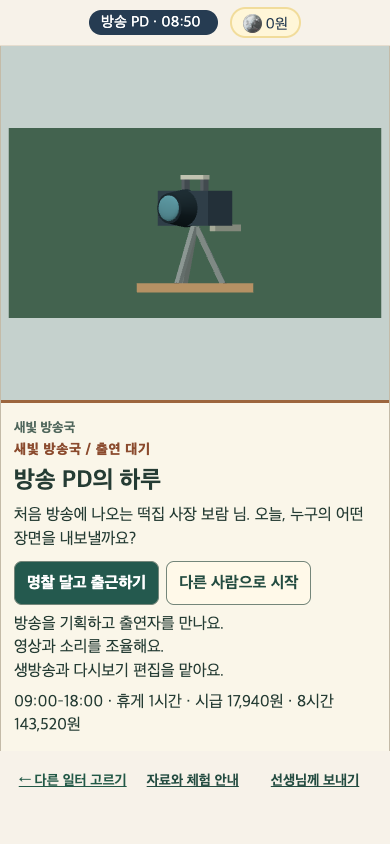 방송 PD · 08:50
0원
새빛 방송국
새빛 방송국 / 출연 대기
방송 PD의 하루
처음 방송에 나오는 떡집 사장 보람 님. 오늘, 누구의 어떤
장면을 내보낼까요?
명찰 달고 출근하기
다른 사람으로 시작
방송을 기획하고 출연자를 만나요.
영상과 소리를 조율해요.
생방송과 다시보기 편집을 맡아요.
09:00-18:00 · 휴게 1시간 · 시급 17,940원 · 8시간
143,520원
← 다른 일터 고르기
자료와 체험 안내
선생님께 보내기